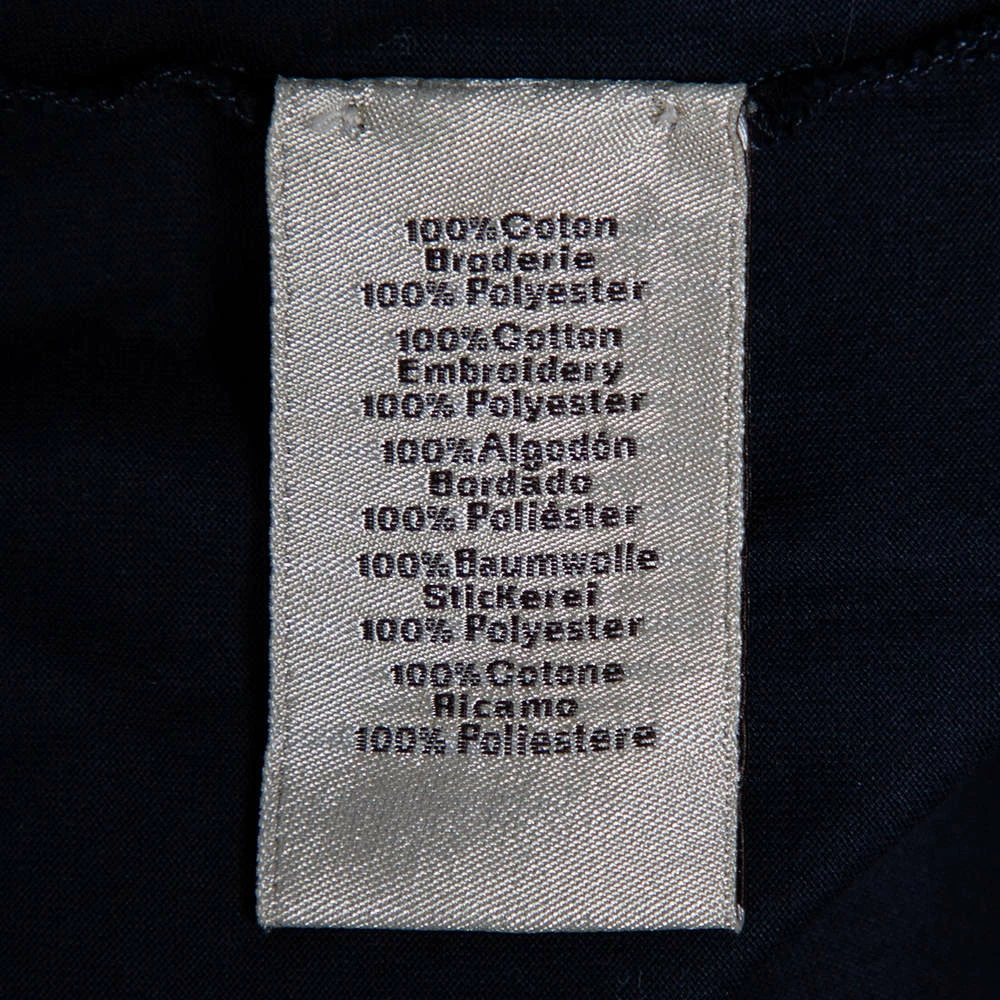 100% Coton
Broderie
100% Polyester
100% Cotton
Embroidery
100% Polyester
100% Algodón
Bordado
100% Poliéster
100% Baumwolle
Stickerei
100% Polyester
100% Cotone
Ricamo
100% Poliestere